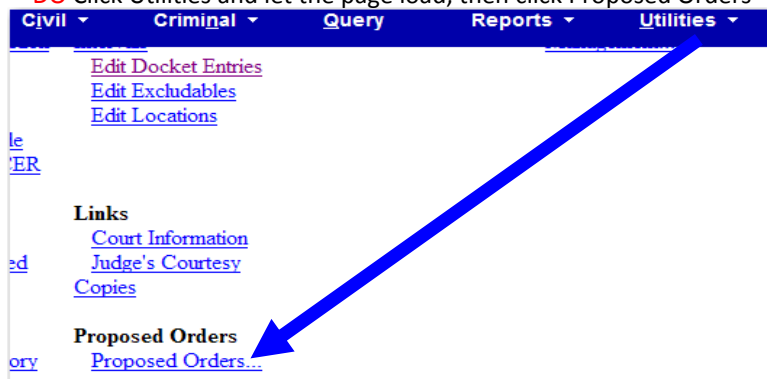 DO Click Utilities and let the page load, then click Proposed Orders
Civil Criminal Query Reports Utilities
Edit Docket Entries
Edit Excludables
Edit Locations
Links
Court Information
Judge's Courtesy
Copies
Proposed Orders
Proposed Orders...